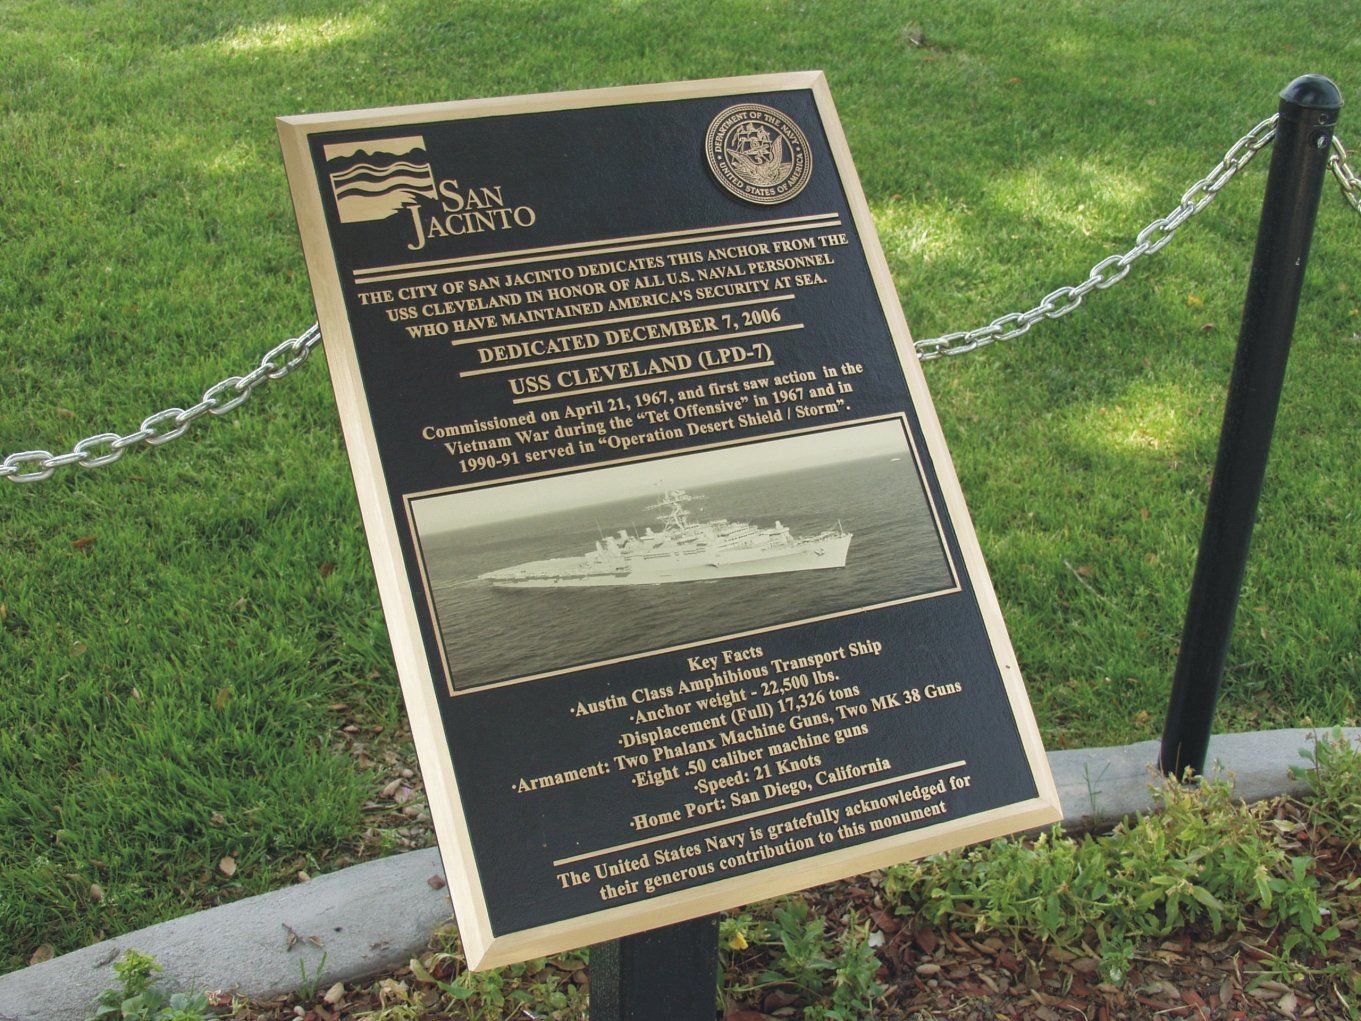 SAN
JACINTO
DEPARTMENT OF THE NAVY
UNITED STATES OF AMERICA
THE CITY OF SAN JACINTO DEDICATES THIS ANCHOR FROM THE
USS CLEVELAND IN HONOR OF ALL U.S. NAVAL PERSONNEL
WHO HAVE MAINTAINED AMERICA'S SECURITY AT SEA.
DEDICATED DECEMBER 7, 2006
USS CLEVELAND (LPD-7)
Commissioned on April 21, 1967, and first saw action in the
Vietnam War during the “Tet Offensive” in 1967 and in
1990-91 served in “Operation Desert Shield / Storm”.
Key Facts
·Austin Class Amphibious Transport Ship
·Anchor weight - 22,500 lbs.
·Displacement (Full) 17,326 tons
·Armament: Two Phalanx Machine Guns, Two MK 38 Guns
·Eight .50 caliber machine guns
·Speed: 21 Knots
·Home Port: San Diego, California
The United States Navy is gratefully acknowledged for
their generous contribution to this monument